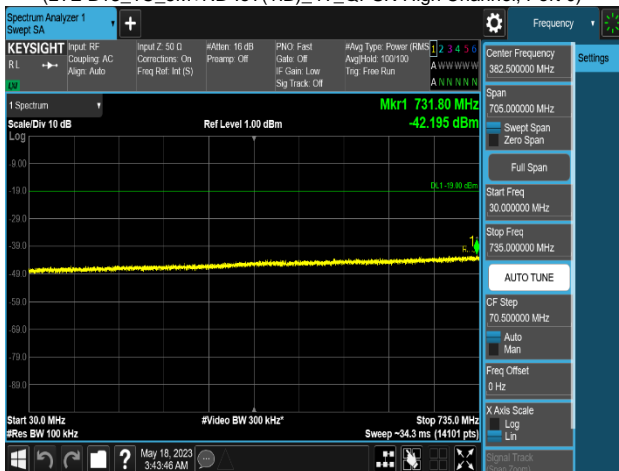 Spectrum Analyzer 1
Swept SA
+
Frequency
KEYSIGHT
RL
Input: RF
Coupling: AC
Align: Auto
Input Z: 50 Ω
Corrections: On
Freq Ref: Int (S)
#Atten: 16 dB
Preamp: Off
PNO: Fast
Gate: Off
IF Gain: Low
Sig Track: Off
#Avg Type: Power (RMS
Avg|Hold: 100/100
Trig: Free Run
1 2 3 4 5 6
A W W W W W
A N N N N N
1 Spectrum
Scale/Div 10 dB
Log
Ref Level 1.00 dBm
Mkr1 731.80 MHz
-42.195 dBm
-9.00
-19.0
-29.0
-39.0
-49.0
-59.0
-69.0
-79.0
-89.0
DL1 -19.00 dBm
1
Start 30.0 MHz
#Res BW 100 kHz
#Video BW 300 kHz*
Stop 735.0 MHz
Sweep ~34.3 ms (14101 pts)
Center Frequency
382.500000 MHz
Settings
Span
705.000000 MHz
Swept Span
Zero Span
Full Span
Start Freq
30.000000 MHz
Stop Freq
735.000000 MHz
AUTO TUNE
CF Step
70.500000 MHz
Auto
Man
Freq Offset
0 Hz
X Axis Scale
Log
Lin
Signal Track
(Span Zoom)
?
May 18, 2023
3:43:46 AM